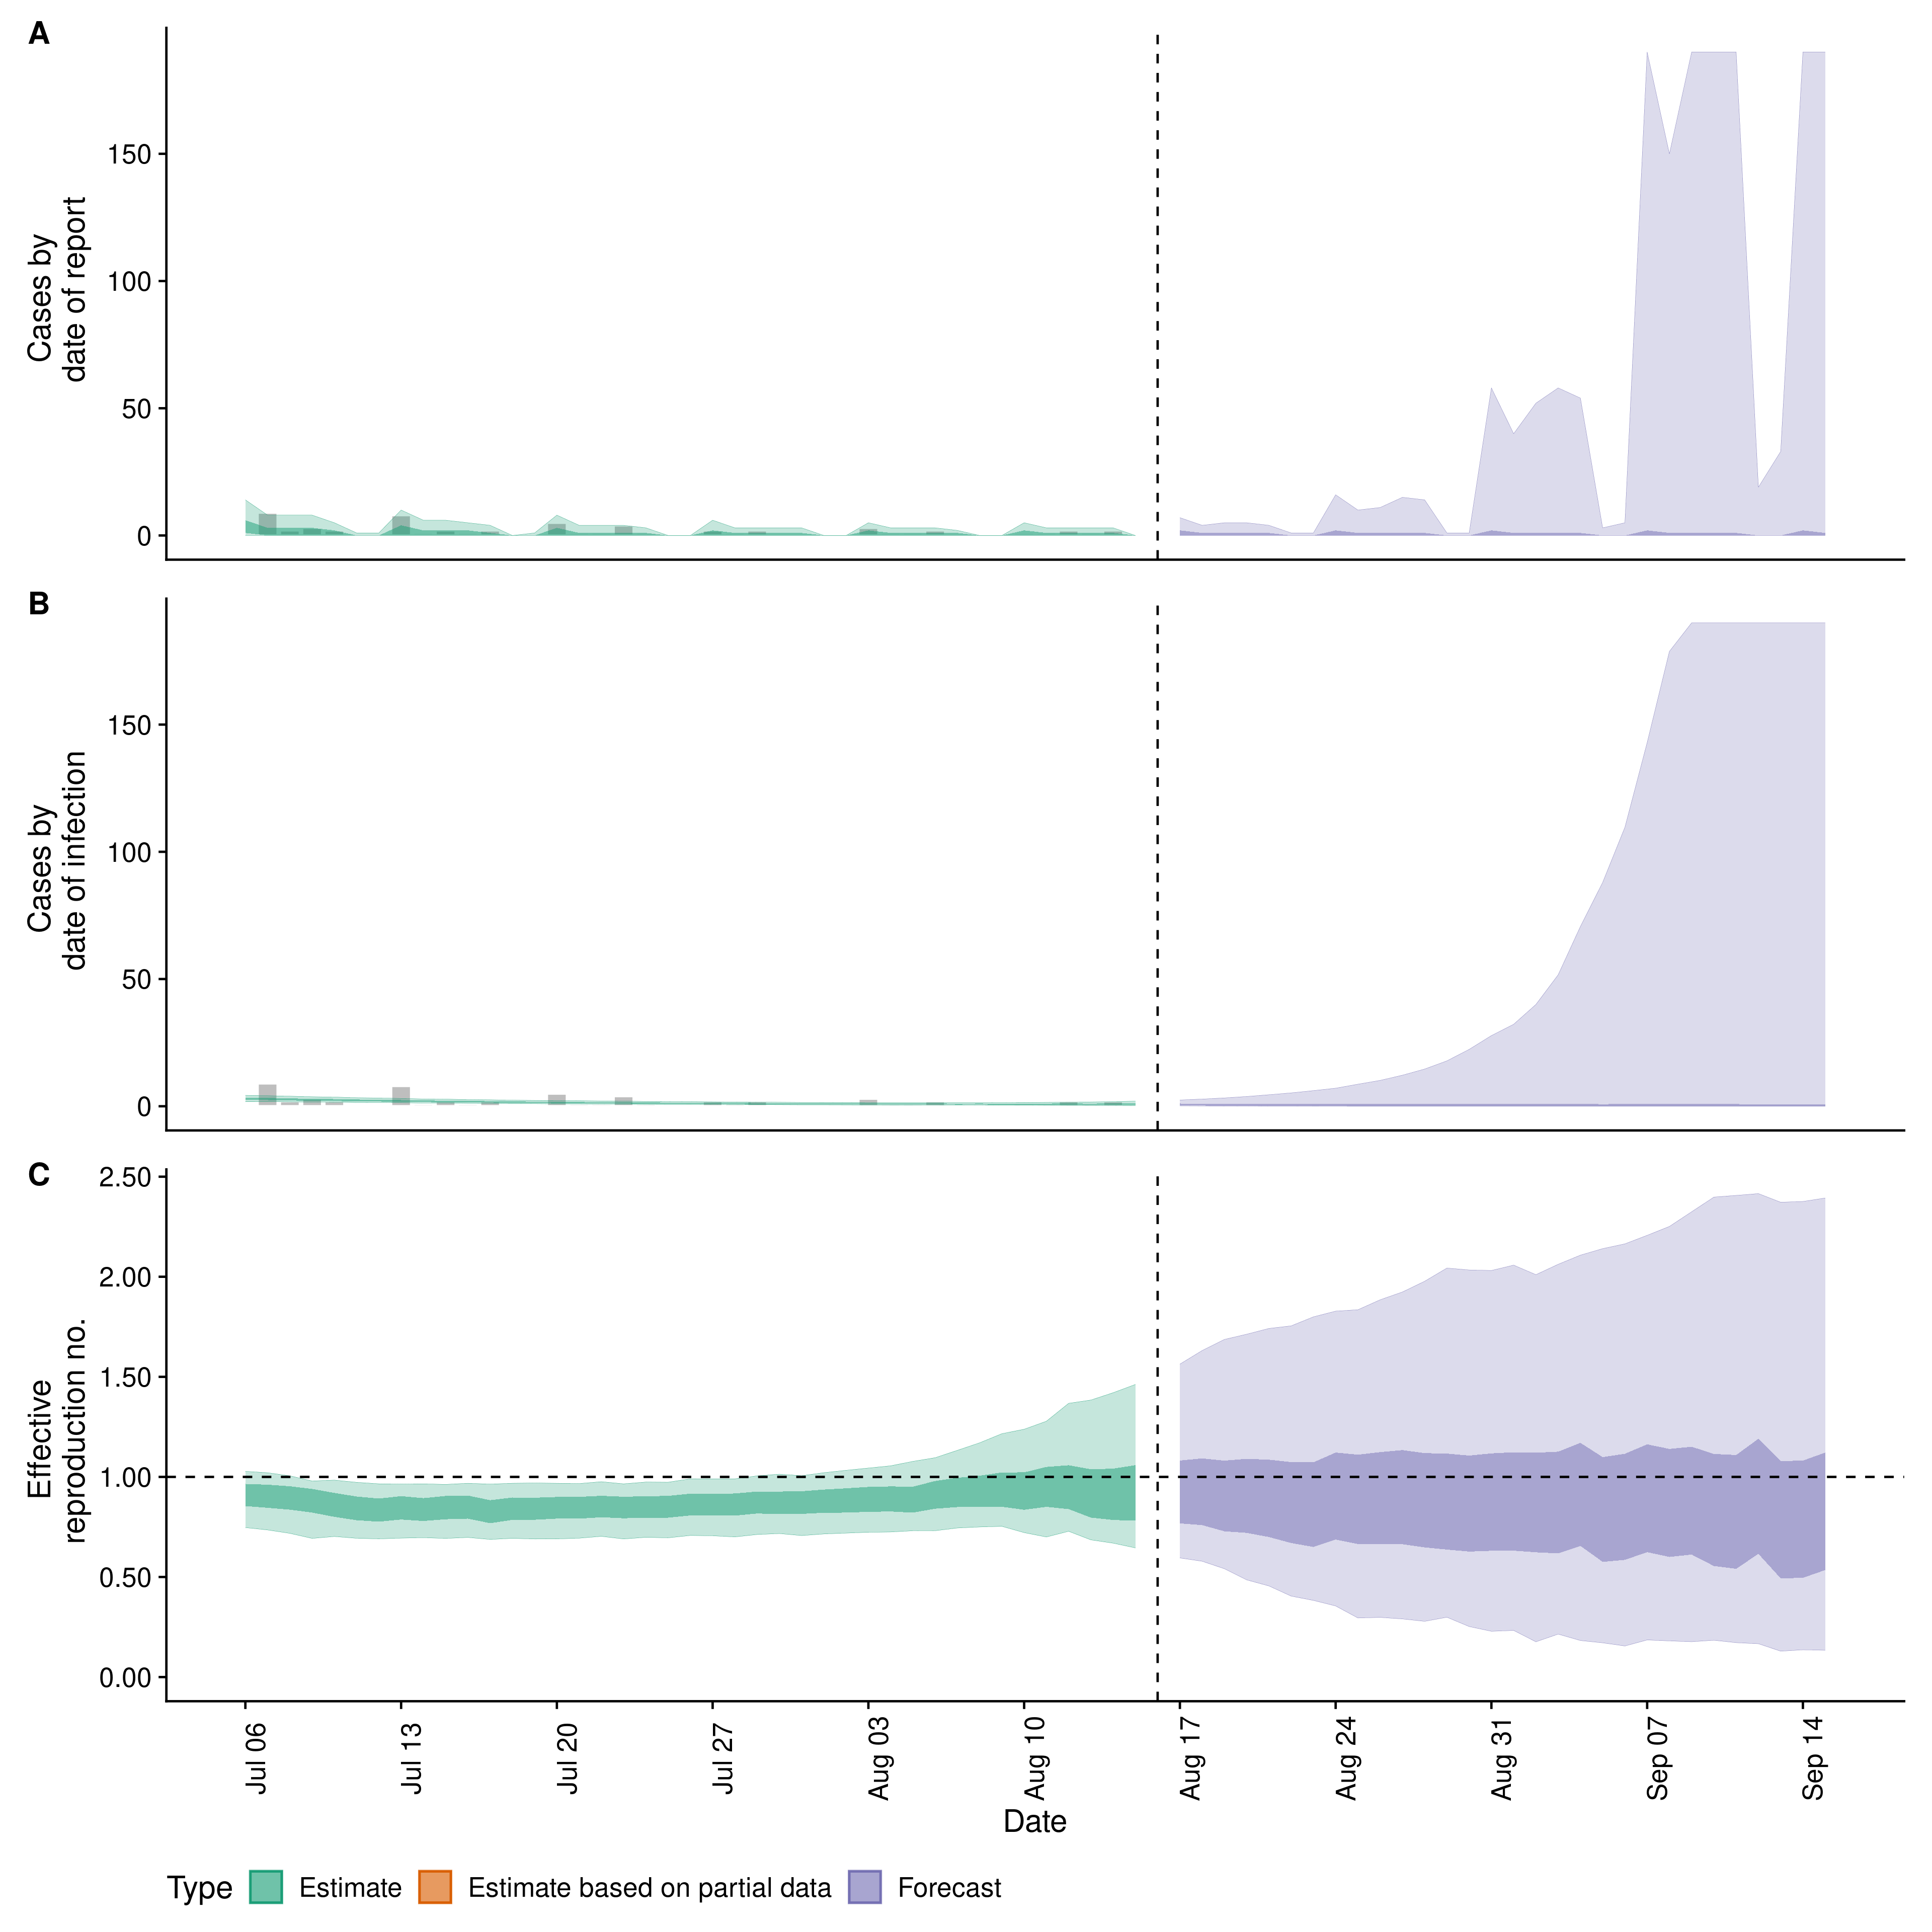 A
Cases by
date of report
150
100
50
0
B
Cases by
date of infection
150
100
50
0
C
Effective
reproduction no.
2.50
2.00
1.50
1.00
0.50
0.00
Jul 06
Jul 13
Jul 20
Jul 27
Aug 03
Aug 10
Aug 17
Aug 24
Aug 31
Sep 07
Sep 14
Date
Type Estimate Estimate based on partial data Forecast